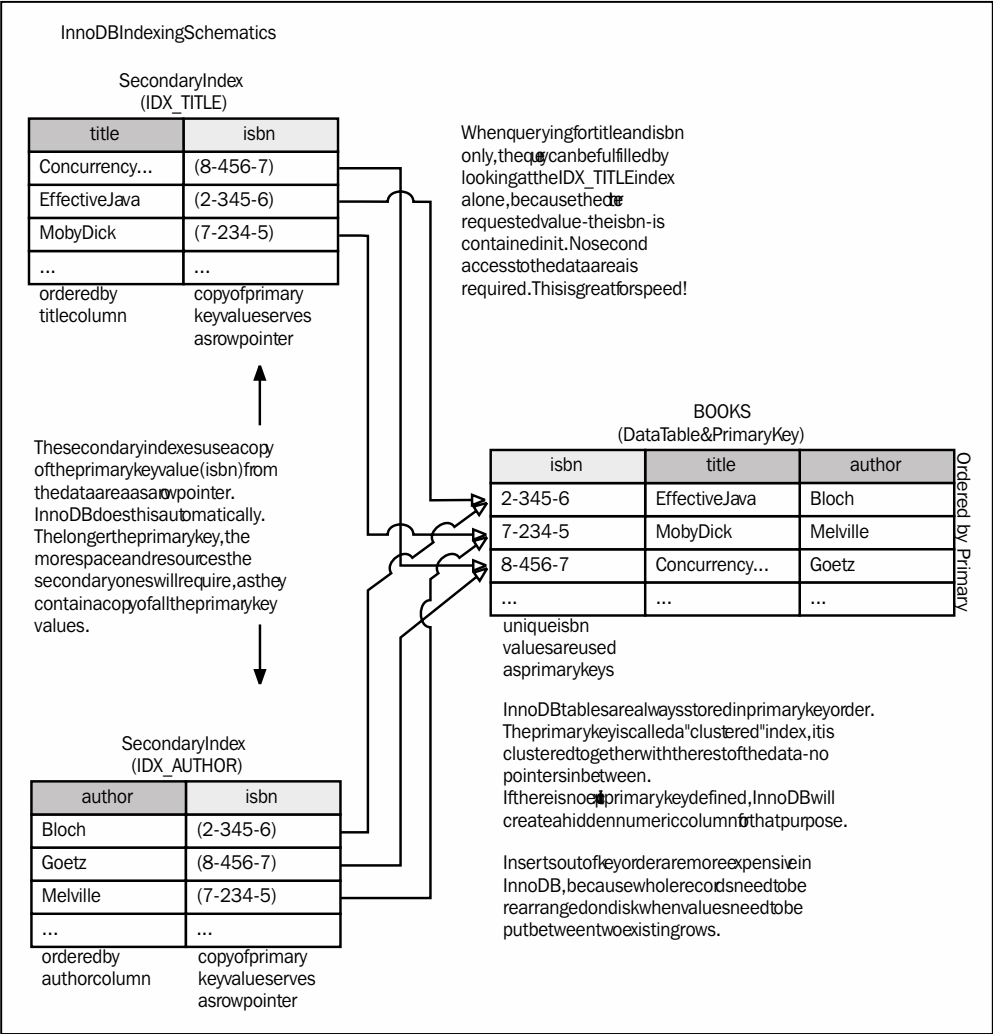 InnoDBIndexingSchematics
SecondaryIndex
(IDX_TITLE)
title isbn
Concurrency... (8-456-7)
EffectiveJava (2-345-6)
MobyDick (7-234-5)
... ...
orderedby
titlecolumn
copyofprimary
keyvalueserves
asrowpointer
Whenqueryingfortitleandisbn
only,thequerycanbefulfilledby
lookingattheIDX_TITLEindex
alone,becausethe
requestedvalue-theisbn-is
containedinit.Nosecond
accesstothedataareais
required.Thisisgreatforspeed!
Thesecondaryindexesuseacopy
oftheprimarykeyvalue(isbn)from
thedataareaasarowpointer.
InnoDBdoesthisautomatically.
Thelongertheprimarykey,the
morespaceandresourcesthe
secondaryoneswillrequire,asthey
containacopyofalltheprimarykey
values.
BOOKS
(DataTable&PrimaryKey)
isbn title author
2-345-6 EffectiveJava Bloch
7-234-5 MobyDick Melville
8-456-7 Concurrency... Goetz
... ... ...
Ordered by Primary
uniqueisbn
valuesareused
asprimarykeys
InnoDBtablesarealwaysstoredinprimarykeyorder.
Theprimarykeyiscalleda"clustered"index,itis
clusteredtogetherwiththerestofthedata-no
pointersinbetween.
Ifthereisno primarykeydefined,InnoDBwill
createahiddennumericcolumnforthatpurpose.
Insertsoutofkeyorderaremoreexpensivein
InnoDB,becausewholerecordsneedtobe
rearrangedondiskwhenvaluesneedtobe
putbetweentwoexistingrows.
SecondaryIndex
(IDX_AUTHOR)
author isbn
Bloch (2-345-6)
Goetz (8-456-7)
Melville (7-234-5)
... ...
orderedby
authorcolumn
copyofprimary
keyvalueserves
asrowpointer